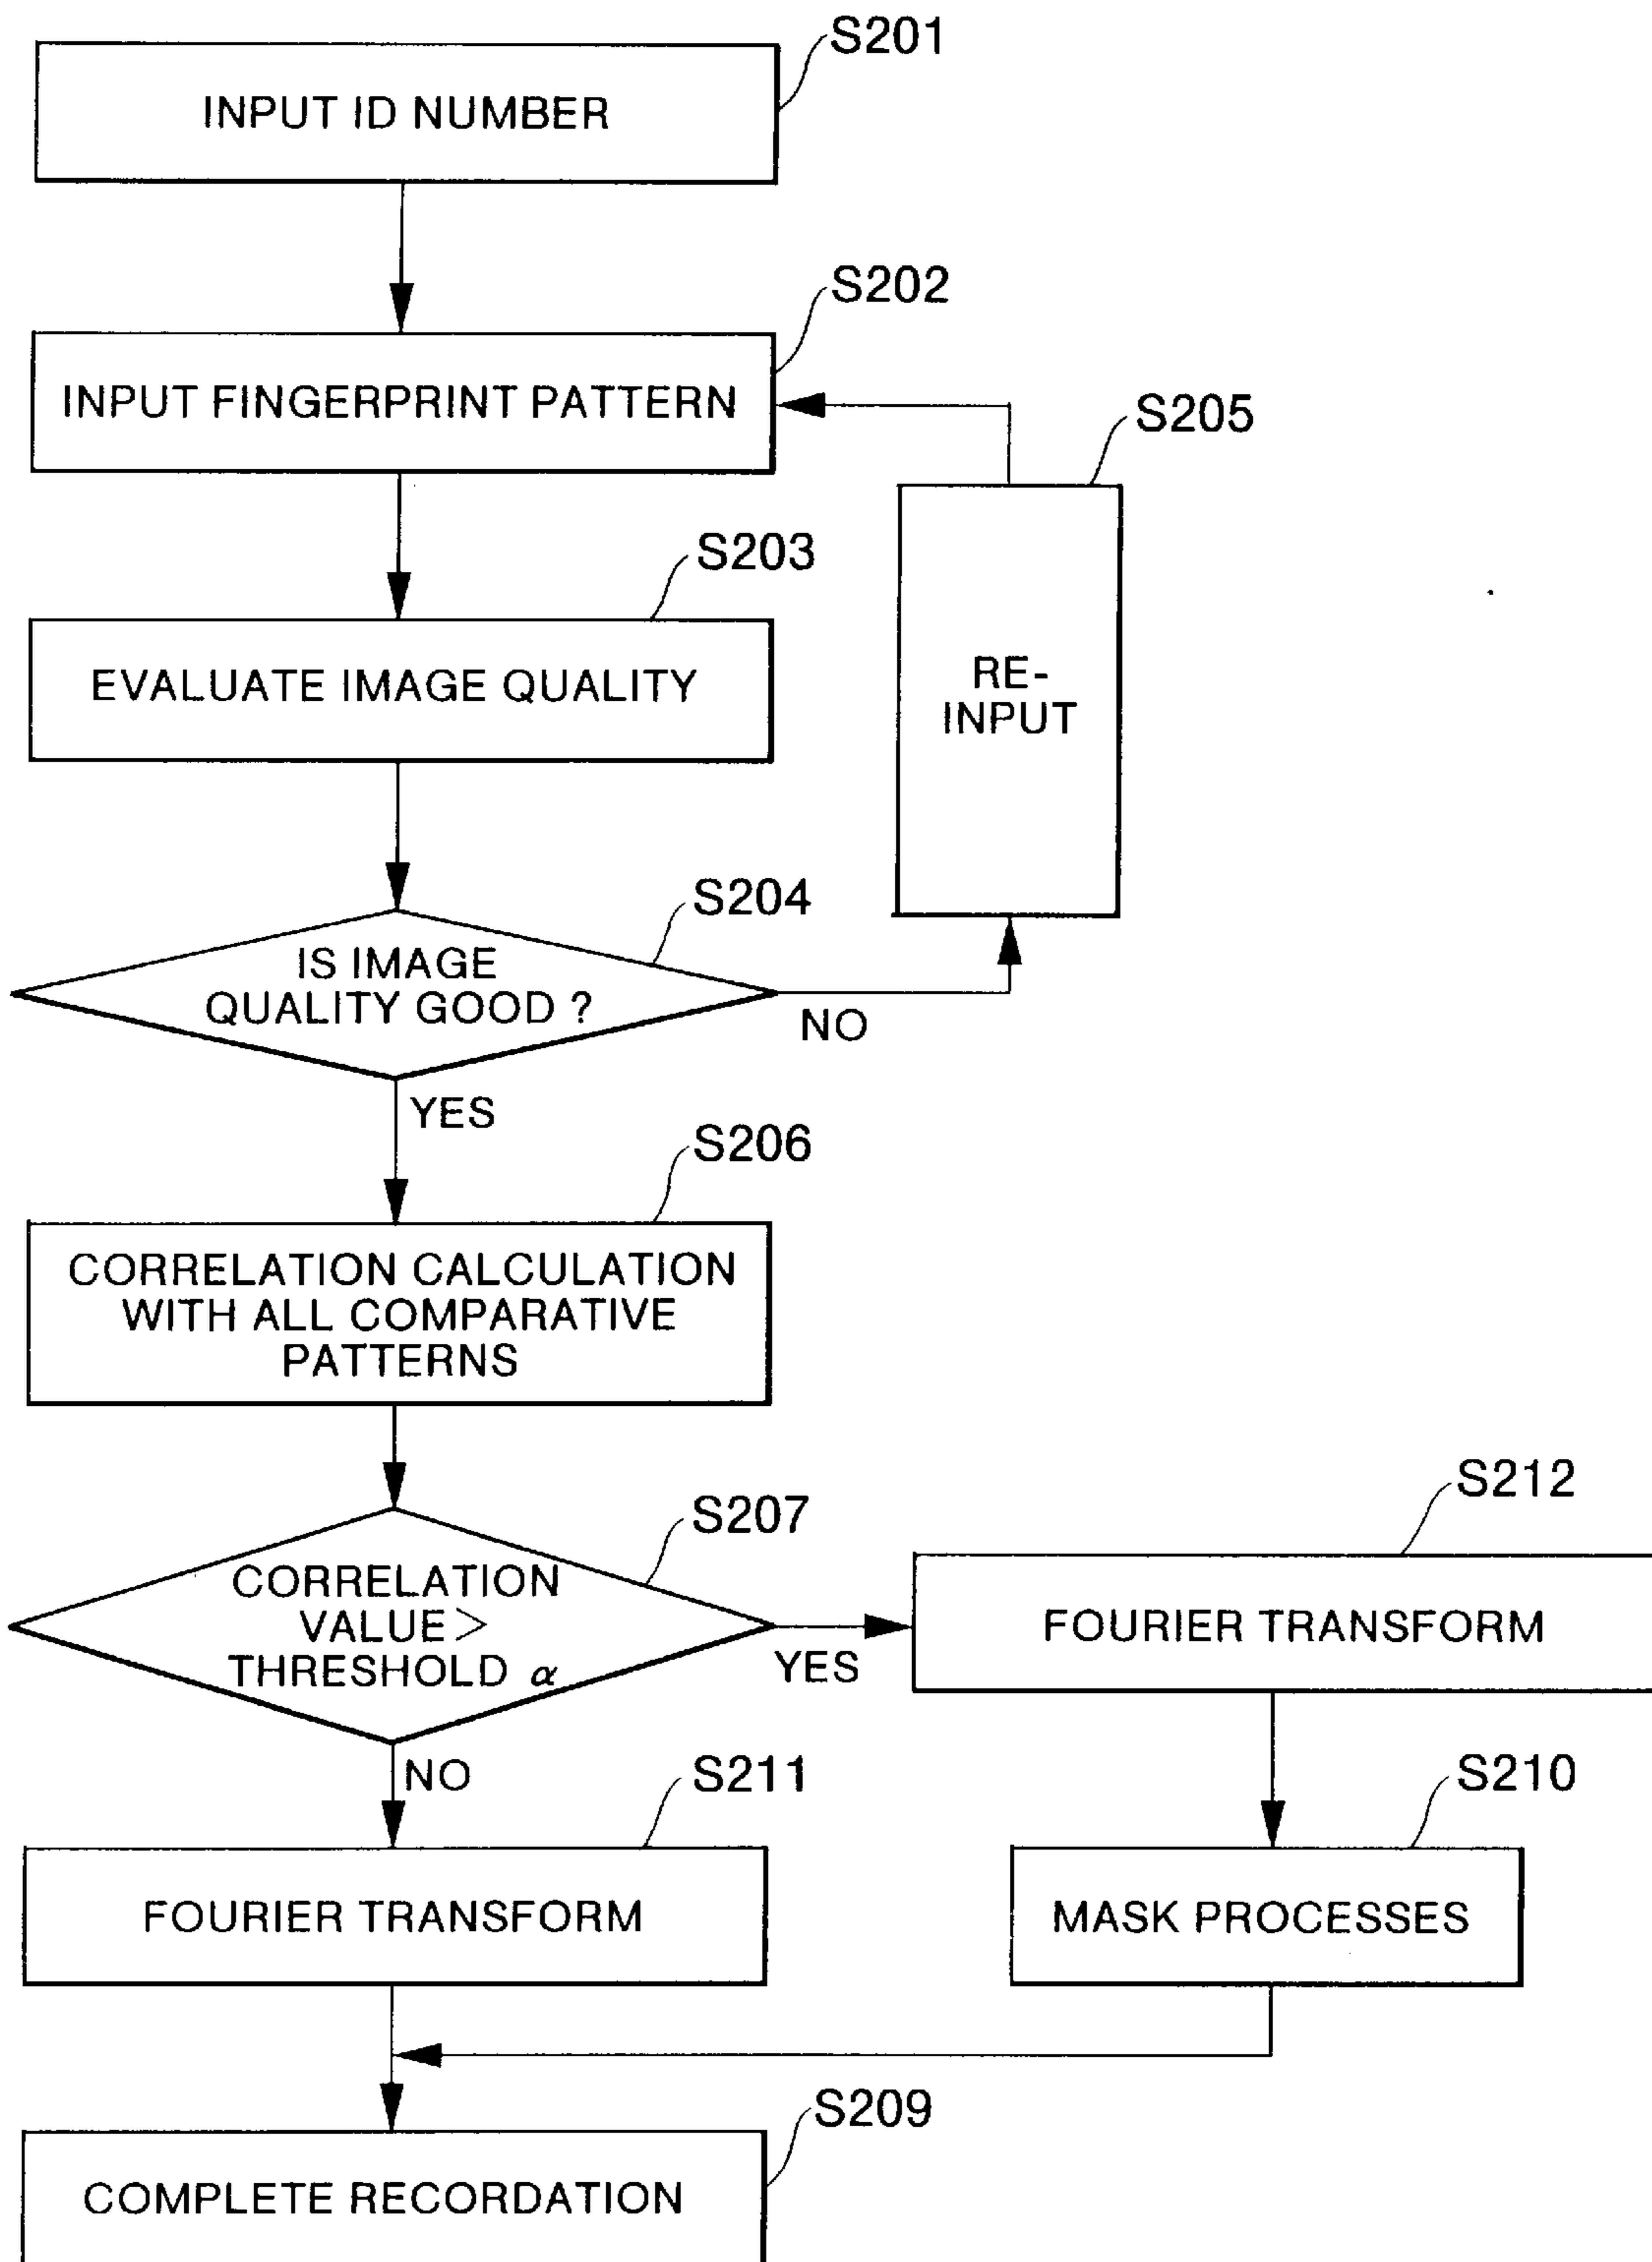 S201
INPUT ID NUMBER
S202
INPUT FINGERPRINT PATTERN
S205
S203
EVALUATE IMAGE QUALITY
RE-
INPUT
S204
IS IMAGE
QUALITY GOOD ?
NO
YES
S206
CORRELATION CALCULATION
WITH ALL COMPARATIVE
PATTERNS
S212
S207
CORRELATION
VALUE >
THRESHOLD α
YES
FOURIER TRANSFORM
NO
S211
S210
FOURIER TRANSFORM
MASK PROCESSES
S209
COMPLETE RECORDATION